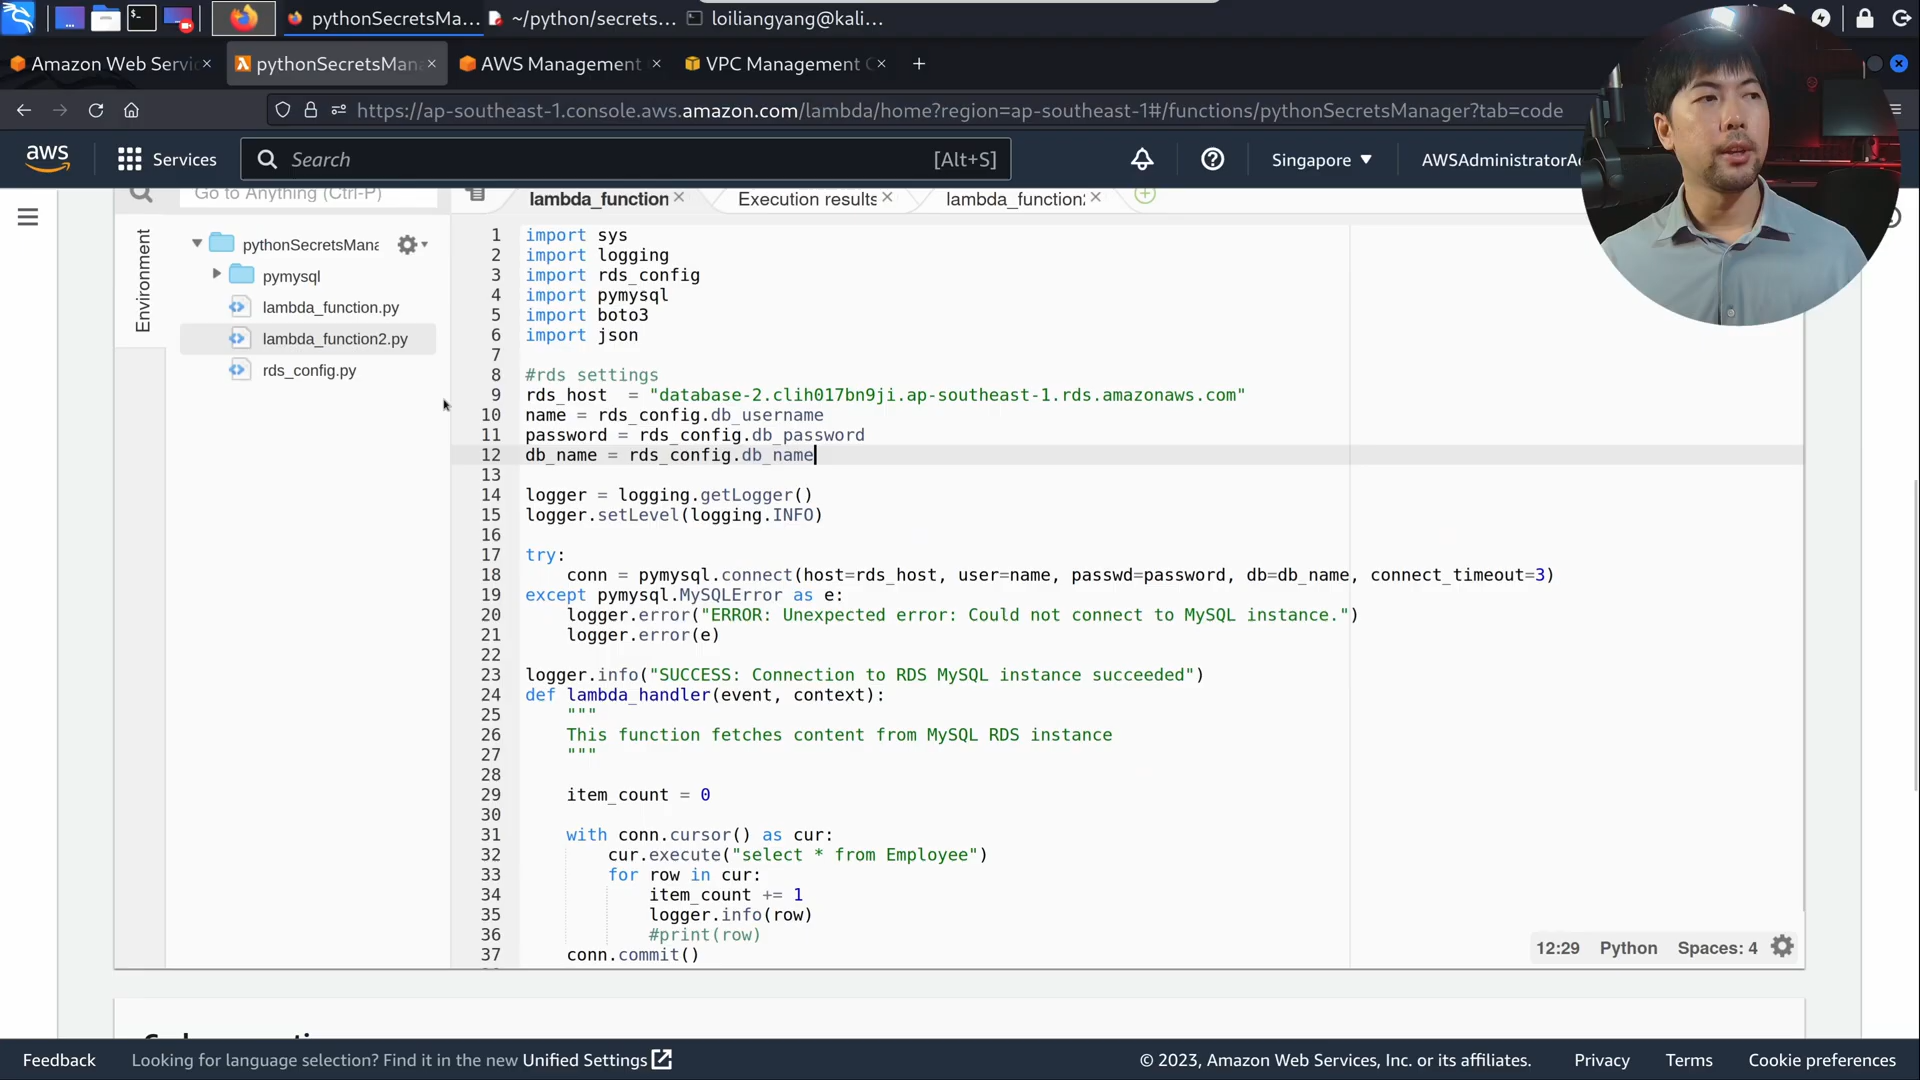 pythonSecretsMa...
~/python/secrets...
loiliangyang@kali...
Amazon Web Servi
pythonSecretsMan
AWS Management
VPC Management C
https://ap-southeast-1.console.aws.amazon.com/lambda/home?region=ap-southeast-1#/functions/pythonSecretsManager?tab=code
aws
Services
Search
[Alt+S]
Singapore
AWSAdministratorAc
Go to Anything (Ctrl-P)
lambda_function
Execution results
lambda_function2
Environment
pythonSecretsMana
pymysql
lambda_function.py
lambda_function2.py
rds_config.py
1 import sys
2 import logging
3 import rds_config
4 import pymysql
5 import boto3
6 import json
7
8 #rds settings
9 rds_host  = "database-2.clih017bn9ji.ap-southeast-1.rds.amazonaws.com"
10 name = rds_config.db_username
11 password = rds_config.db_password
12 db_name = rds_config.db_name
13
14 logger = logging.getLogger()
15 logger.setLevel(logging.INFO)
16
17 try:
18     conn = pymysql.connect(host=rds_host, user=name, passwd=password, db=db_name, connect_timeout=3)
19 except pymysql.MySQLError as e:
20     logger.error("ERROR: Unexpected error: Could not connect to MySQL instance.")
21     logger.error(e)
22
23 logger.info("SUCCESS: Connection to RDS MySQL instance succeeded")
24 def lambda_handler(event, context):
25     """
26     This function fetches content from MySQL RDS instance
27     """
28
29     item_count = 0
30
31     with conn.cursor() as cur:
32         cur.execute("select * from Employee")
33         for row in cur:
34             item_count += 1
35             logger.info(row)
36             #print(row)
37     conn.commit()
12:29 Python Spaces: 4
Feedback
Looking for language selection? Find it in the new Unified Settings
© 2023, Amazon Web Services, Inc. or its affiliates.
Privacy
Terms
Cookie preferences